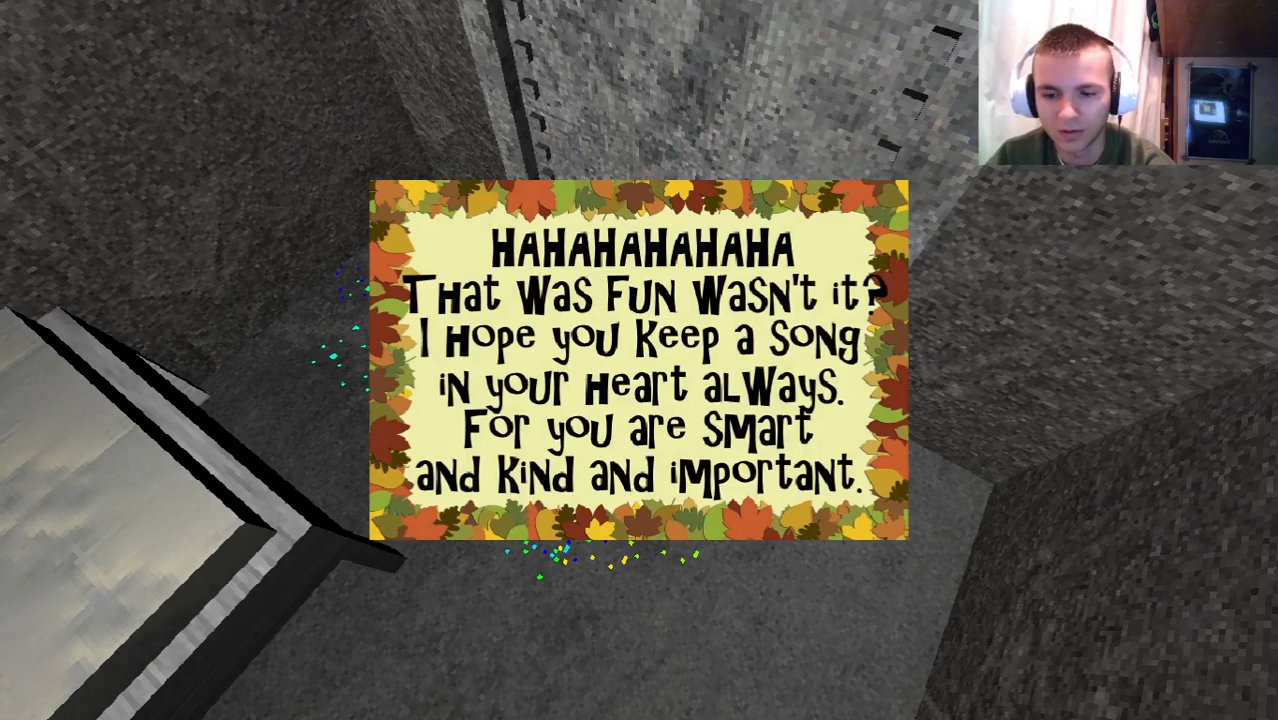 HAHAHAHAHAHA
That Was FUN WasN't it?
I Hope you Keep a SoNg
iN your Heart alWays.
For you are SMart
aNd KiNd aNd iMportant.